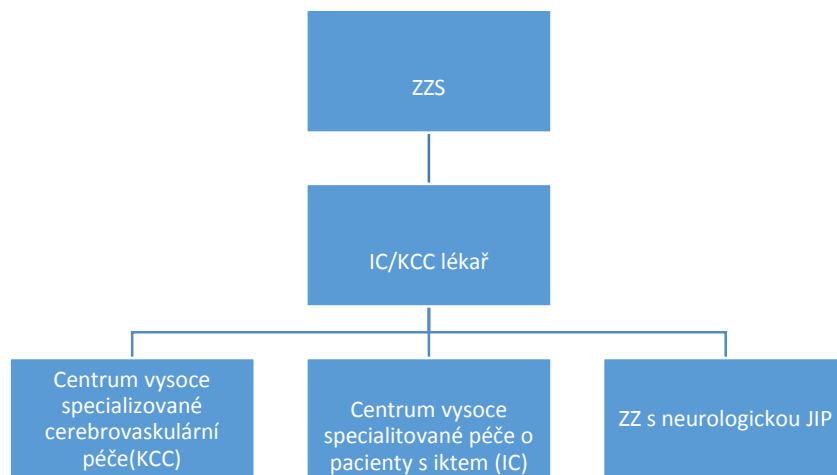 ZZS
IC/KCC lékař
Centrum vysoce
specializované
cerebrovaskulární
péče(KCC)
Centrum vysoce
specialitované péče o
pacienty s iktem (IC)
ZZ s neurologickou JIP